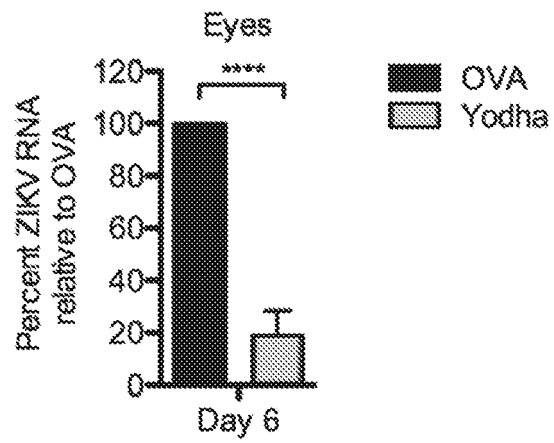 Eyes
****
OVA
Yodha
Percent ZIKV RNA
relative to OVA
120
100
80
60
40
20
0
Day 6